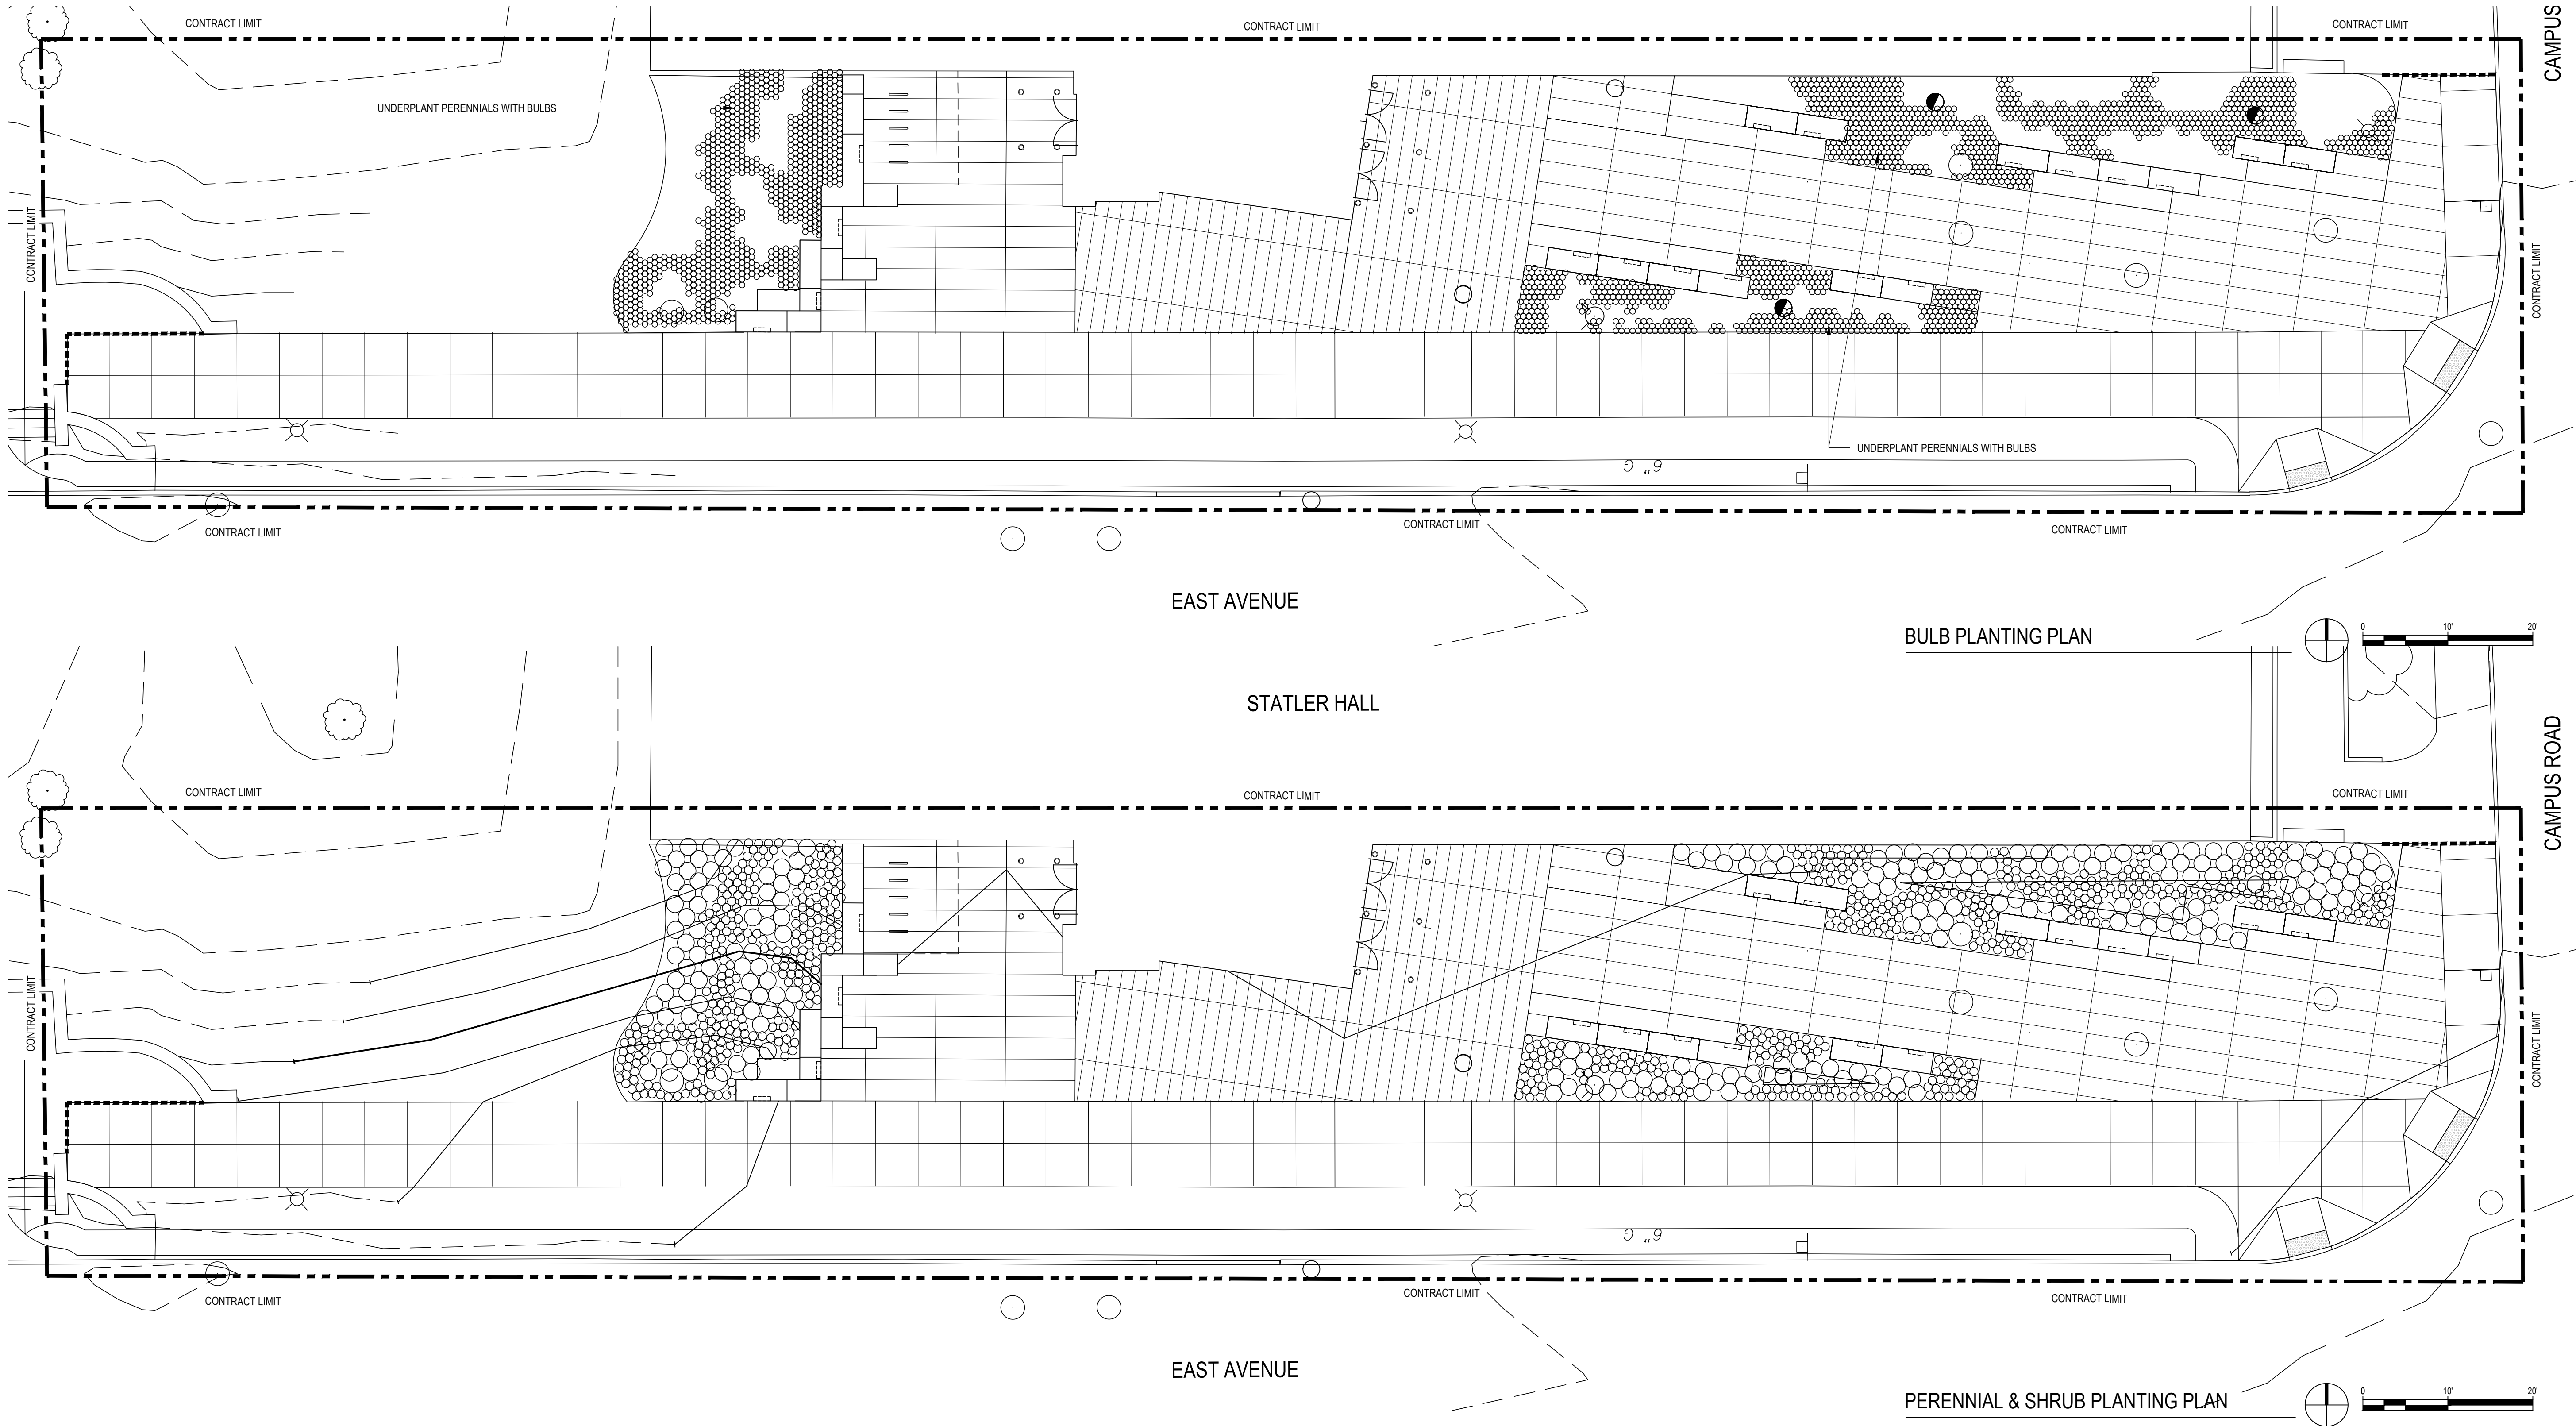 CONTRACT LIMIT
CONTRACT LIMIT
CONTRACT LIMIT
CAMPUS
UNDERPLANT PERENNIALS WITH BULBS
CONTRACT LIMIT
CONTRACT LIMIT
UNDERPLANT PERENNIALS WITH BULBS
6" G
CONTRACT LIMIT
CONTRACT LIMIT
CONTRACT LIMIT
EAST AVENUE
BULB PLANTING PLAN
0 10' 20'
STATLER HALL
CAMPUS ROAD
CONTRACT LIMIT
CONTRACT LIMIT
CONTRACT LIMIT
CONTRACT LIMIT
CONTRACT LIMIT
6" G
CONTRACT LIMIT
CONTRACT LIMIT
CONTRACT LIMIT
EAST AVENUE
PERENNIAL & SHRUB PLANTING PLAN
0 10' 20'